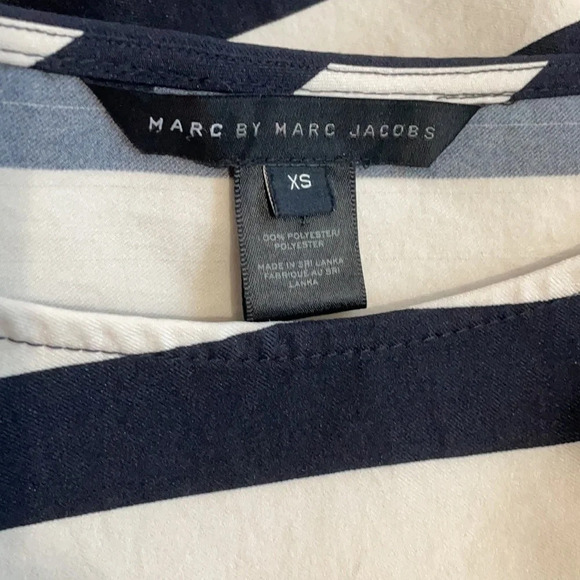 MARC BY MARC JACOBS
XS
100% POLYESTER/
POLYESTER
MADE IN SRI LANKA
FABRIQUE AU SRI
LANKA